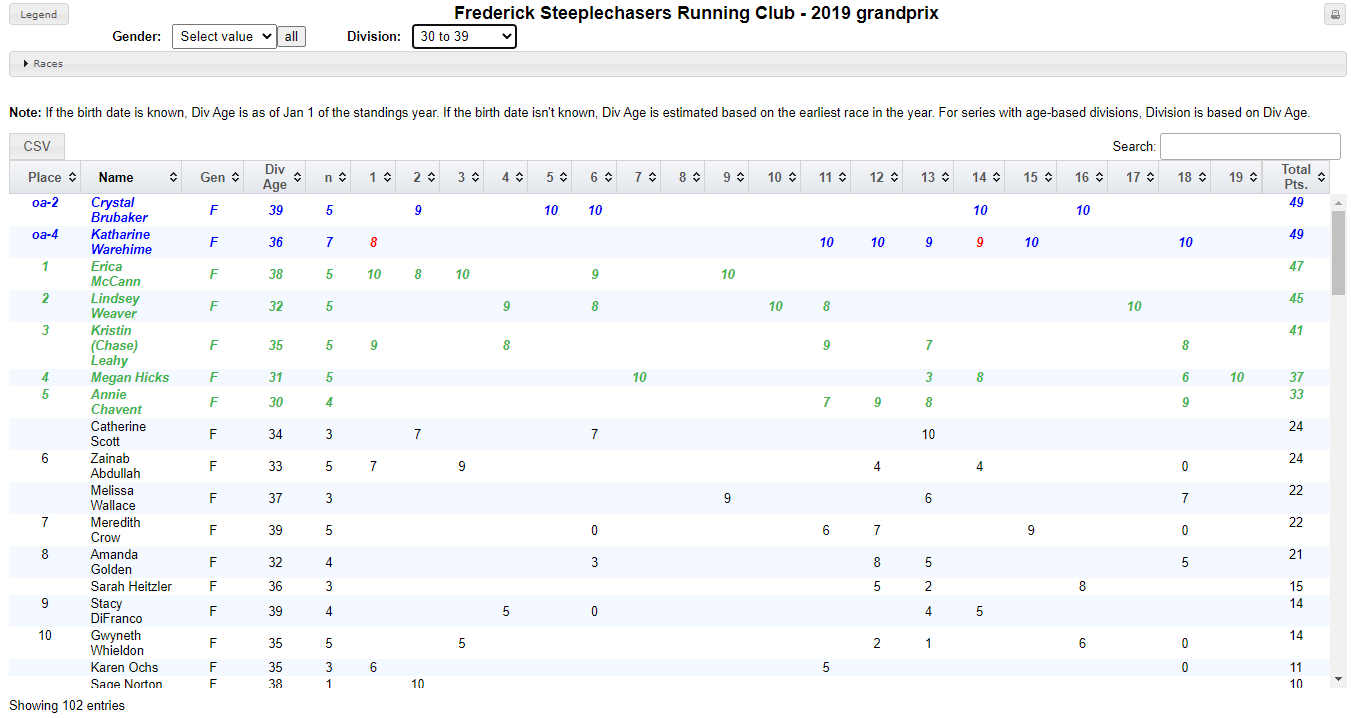 Legend
Frederick Steeplechasers Running Club - 2019 grandprix
Gender: Select value all Division: 30 to 39
Races
Note: If the birth date is known, Div Age is as of Jan 1 of the standings year. If the birth date isn't known, Div Age is estimated based on the earliest race in the year. For series with age-based divisions, Division is based on Div Age.
CSV Search:
Place Name Gen Div Age n 1 2 3 4 5 6 7 8 9 10 11 12 13 14 15 16 17 18 19 Total Pts.
oa-2 Crystal Brubaker F 39 5 9 10 10 10 10 49
oa-4 Katharine Warehime F 36 7 8 10 10 9 9 10 10 49
1 Erica McCann F 38 5 10 8 10 9 10 47
2 Lindsey Weaver F 32 5 9 8 10 8 10 45
3 Kristin (Chase) Leahy F 35 5 9 8 9 7 8 41
4 Megan Hicks F 31 5 10 3 8 6 10 37
5 Annie Chavent F 30 4 7 9 8 9 33
Catherine Scott F 34 3 7 7 10 24
6 Zainab Abdullah F 33 5 7 9 4 4 0 24
Melissa Wallace F 37 3 9 6 7 22
7 Meredith Crow F 39 5 0 6 7 9 0 22
8 Amanda Golden F 32 4 3 8 5 5 21
Sarah Heitzler F 36 3 5 2 8 15
9 Stacy DiFranco F 39 4 5 0 4 5 14
10 Gwyneth Whieldon F 35 5 5 2 1 6 0 14
Karen Ochs F 35 3 6 5 0 11
Sage Norton F 38 1 10 10
Showing 102 entries